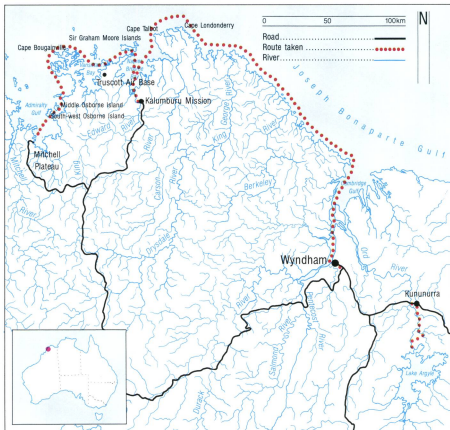 Cape Talbot
Cape Londonderry
Sir Graham Moore Islands
Cape Bougainville
0 50 100km
N
Road
Route taken
River
Bay
Truscott Air Base
Admiralty
Gulf
Middle Osborne Island
South-west Osborne Island
Kalumburu Mission
Joseph Bonaparte Gulf
Mitchell
Plateau
King Edward River
Carson River
King George River
Drysdale River
Berkeley River
Cambridge
Gulf
Wyndham
Ord River
Kununurra
Lake Argyle
Pentecost River
Salmond River
Durack River